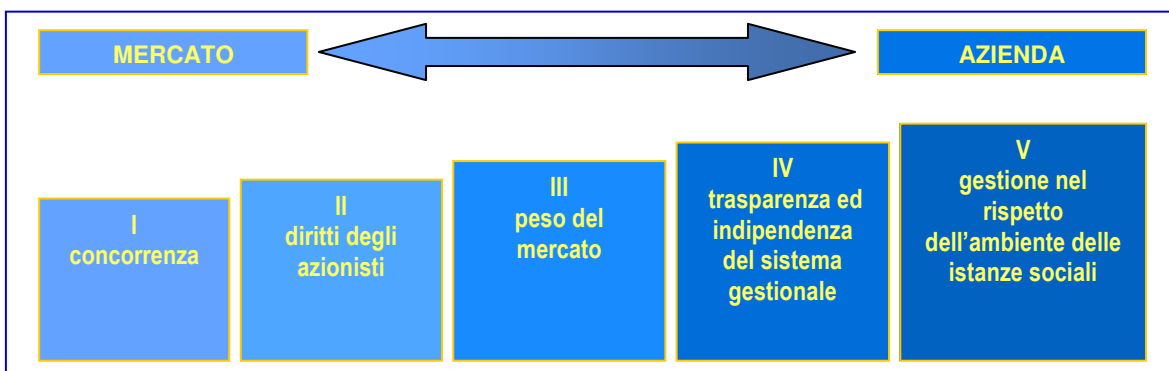 MERCATO
AZIENDA
I
concorrenza
II
diritti degli
azionisti
III
peso del
mercato
IV
trasparenza ed
indipendenza
del sistema
gestionale
V
gestione nel
rispetto
dell’ambiente delle
istanze sociali